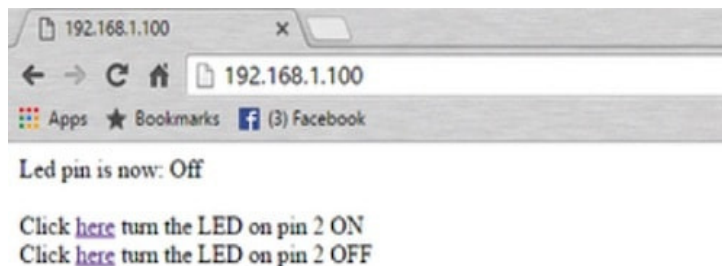 192.168.1.100
192.168.1.100
Apps Bookmarks (3) Facebook
Led pin is now: Off
Click here turn the LED on pin 2 ON
Click here turn the LED on pin 2 OFF